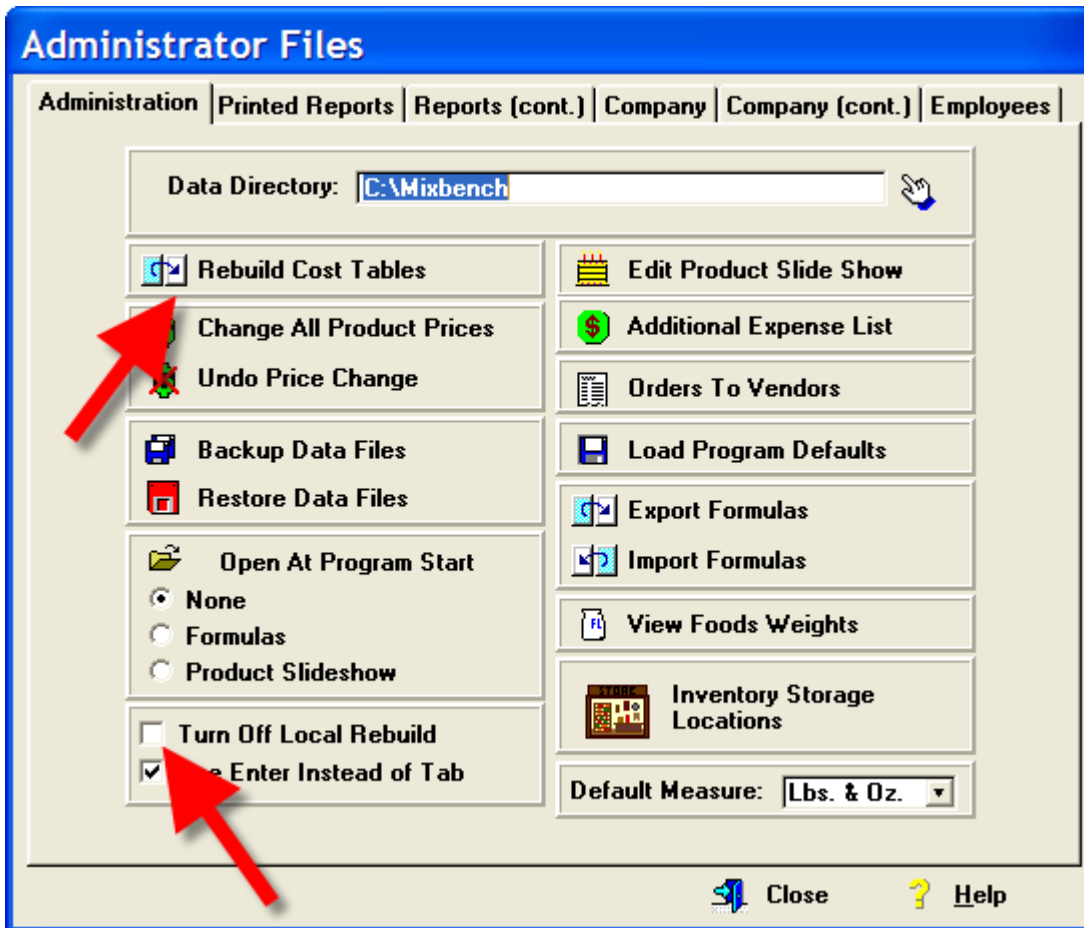 Administrator Files
Administration Printed Reports Reports (cont.) Company Company (cont.) Employees
Data Directory: C:\Mixbench
Rebuild Cost Tables
Change All Product Prices
Undo Price Change
Backup Data Files
Restore Data Files
Open At Program Start
None
Formulas
Product Slideshow
Turn Off Local Rebuild
Enter Instead of Tab
Edit Product Slide Show
$
Additional Expense List
Orders To Vendors
Load Program Defaults
Export Formulas
Import Formulas
FL
View Foods Weights
STORE
Inventory Storage
Locations
Default Measure: Lbs. & Oz.
Close ? Help